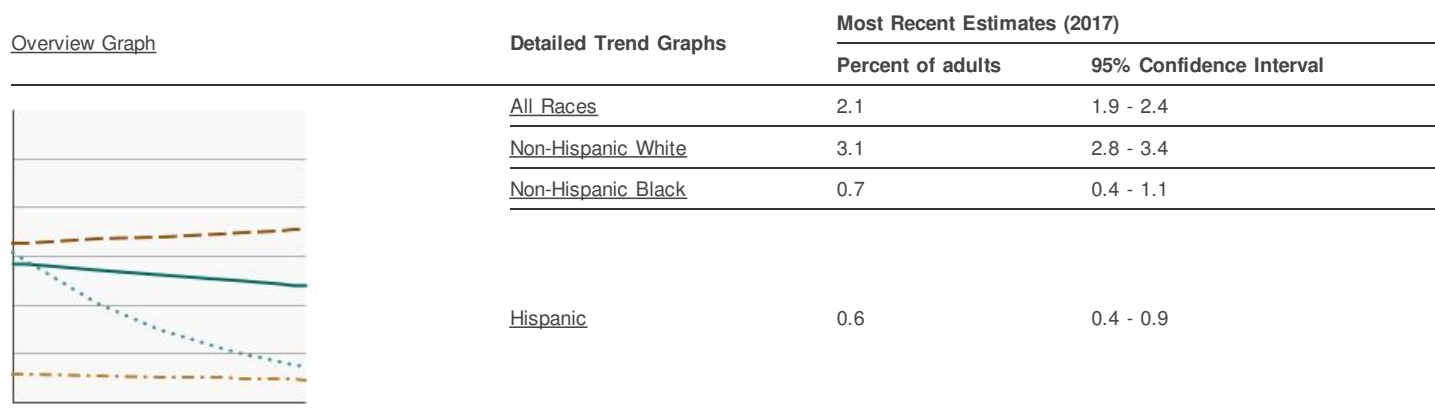 Overview Graph Detailed Trend Graphs Most Recent Estimates (2017)
Percent of adults 95% Confidence Interval
All Races 2.1 1.9 - 2.4
Non-Hispanic White 3.1 2.8 - 3.4
Non-Hispanic Black 0.7 0.4 - 1.1
Hispanic 0.6 0.4 - 0.9